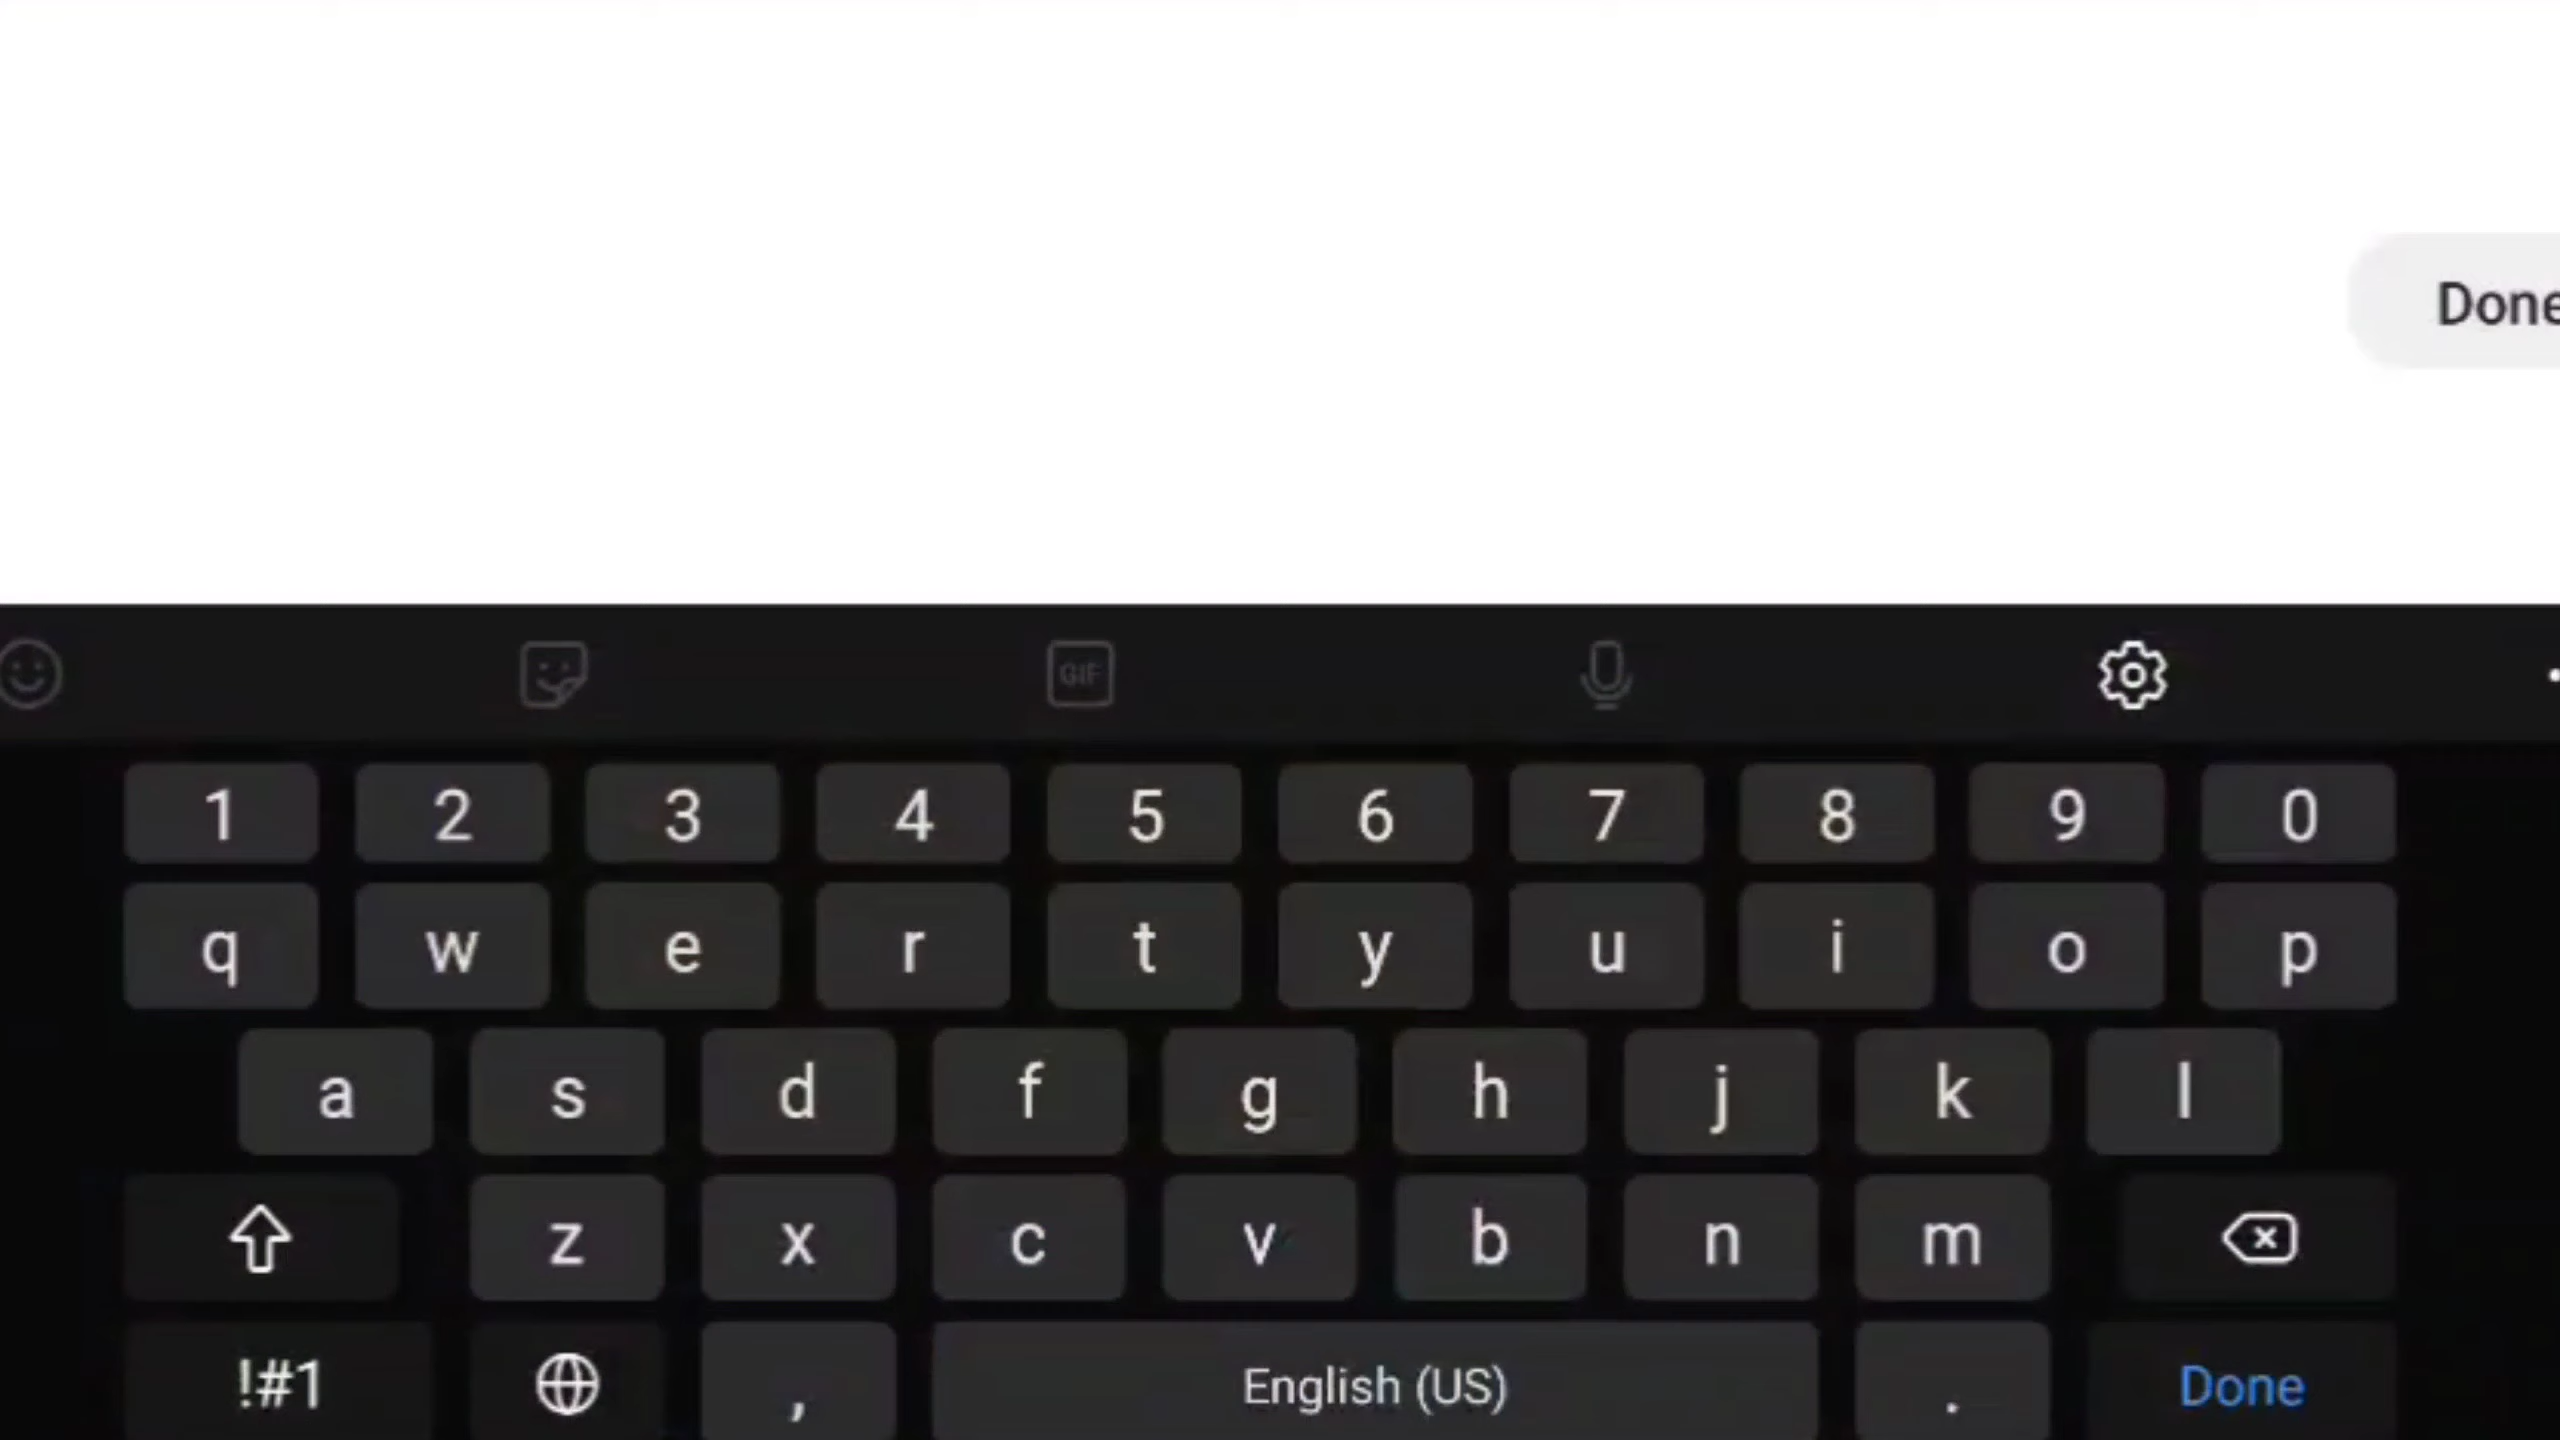 Done
GIF
1 2 3 4 5 6 7 8 9 0
q w e r t y u i o p
a s d f g h j k l
z x c v b n m
!#1 , English (US) . Done